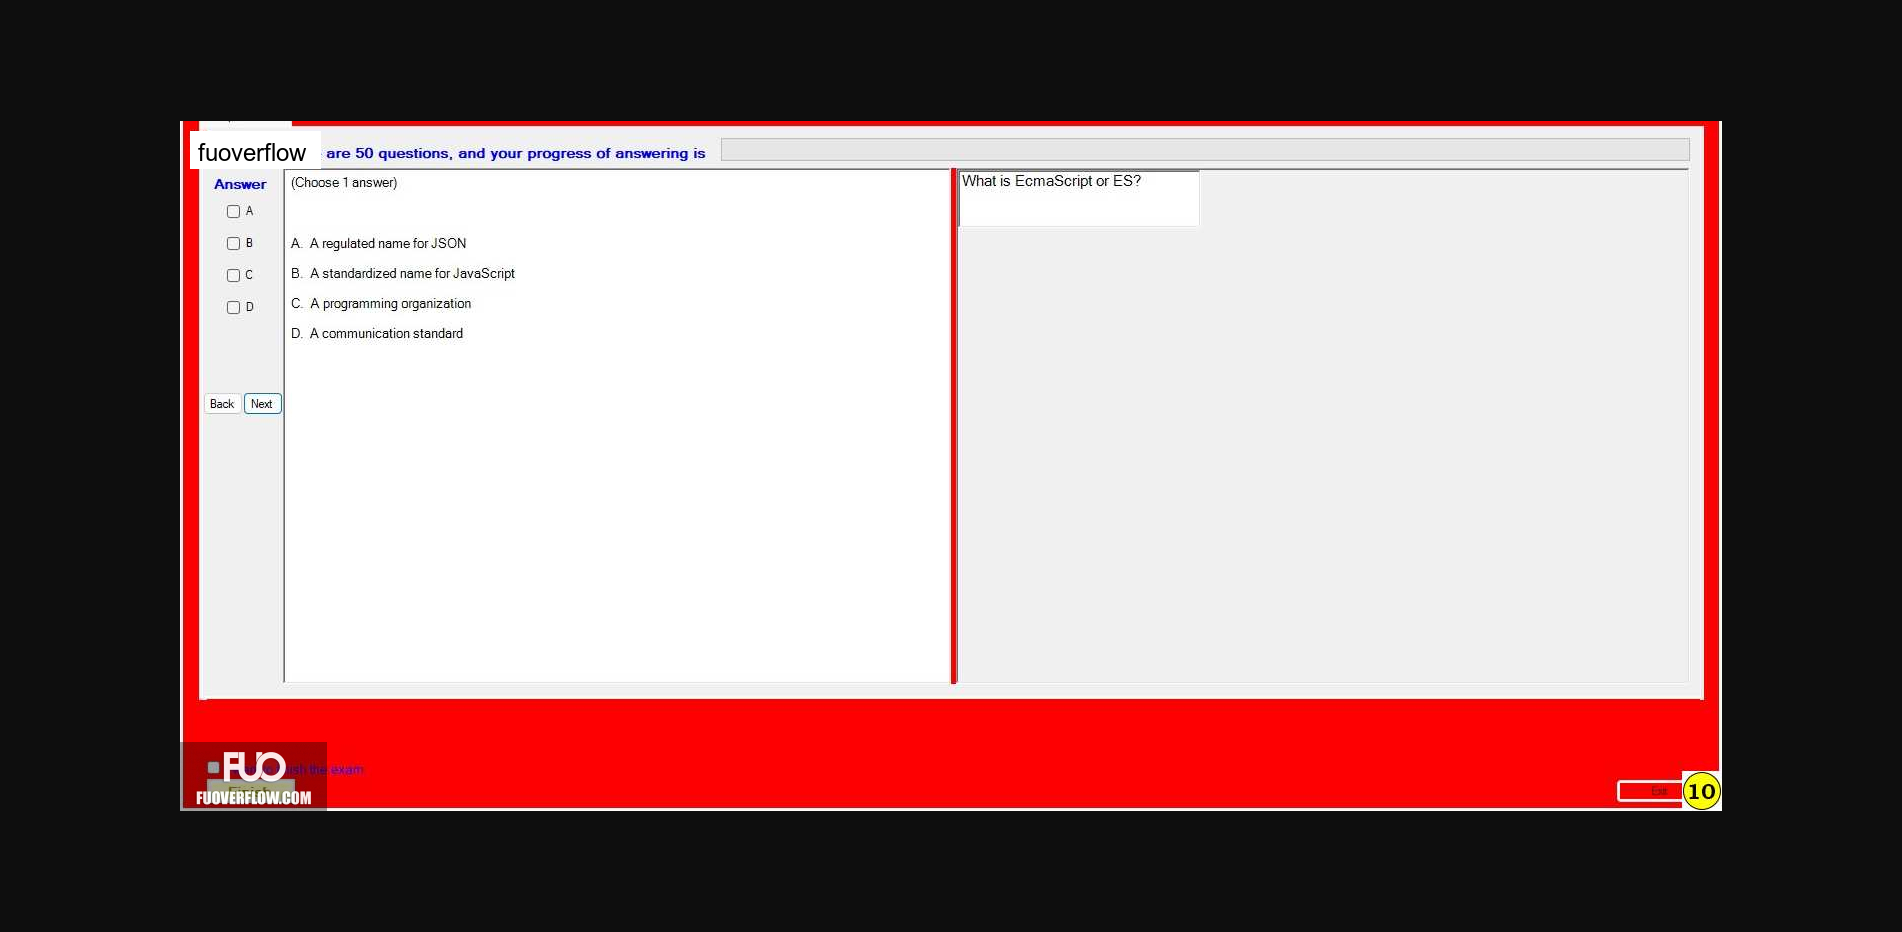 fuoverflow are 50 questions, and your progress of answering is
Answer
A
B
C
D
Back Next
(Choose 1 answer)
A. A regulated name for JSON
B. A standardized name for JavaScript
C. A programming organization
D. A communication standard
What is EcmaScript or ES?
FUO the exam
Finish
FUOVERFLOW.COM
Exit
10